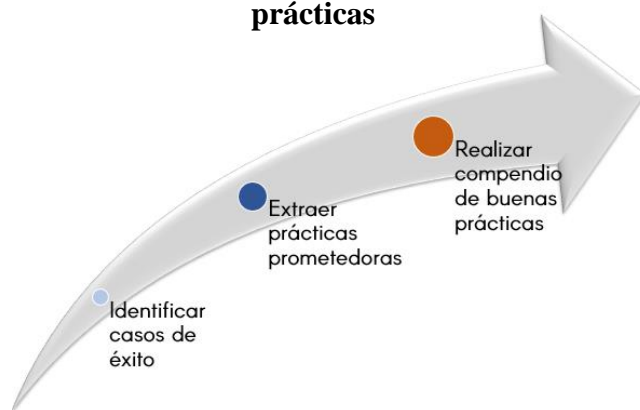 prácticas
Realizar
compendio
de buenas
prácticas
Extraer
prácticas
prometedoras
Identificar
casos de
éxito